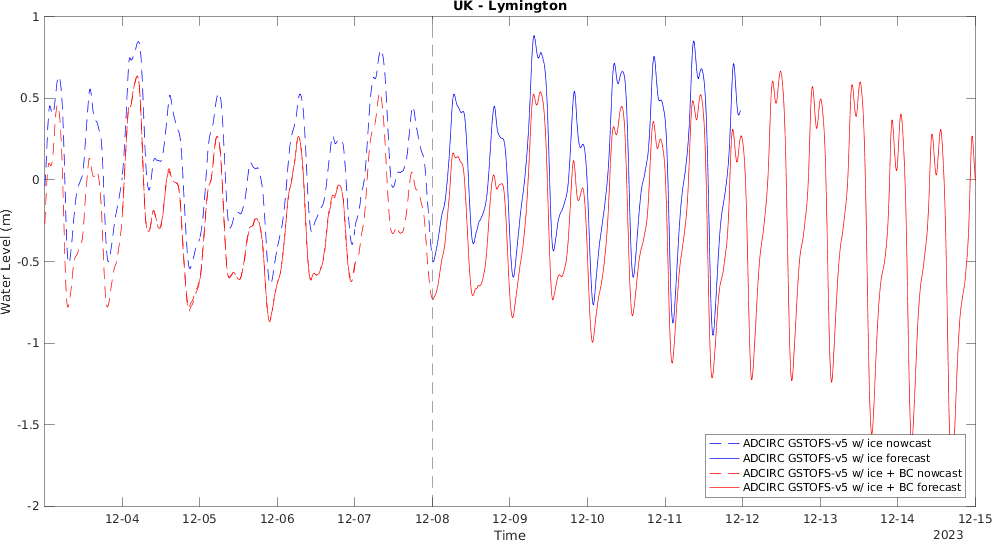 UK - Lymington
1
0.5
0
-0.5
-1
-1.5
-2
Water Level (m)
12-04 12-05 12-06 12-07 12-08 12-09 12-10 12-11 12-12 12-13 12-14 12-15
Time
2023
ADCIRC GSTOFS-v5 w/ ice nowcast
ADCIRC GSTOFS-v5 w/ ice forecast
ADCIRC GSTOFS-v5 w/ ice + BC nowcast
ADCIRC GSTOFS-v5 w/ ice + BC forecast